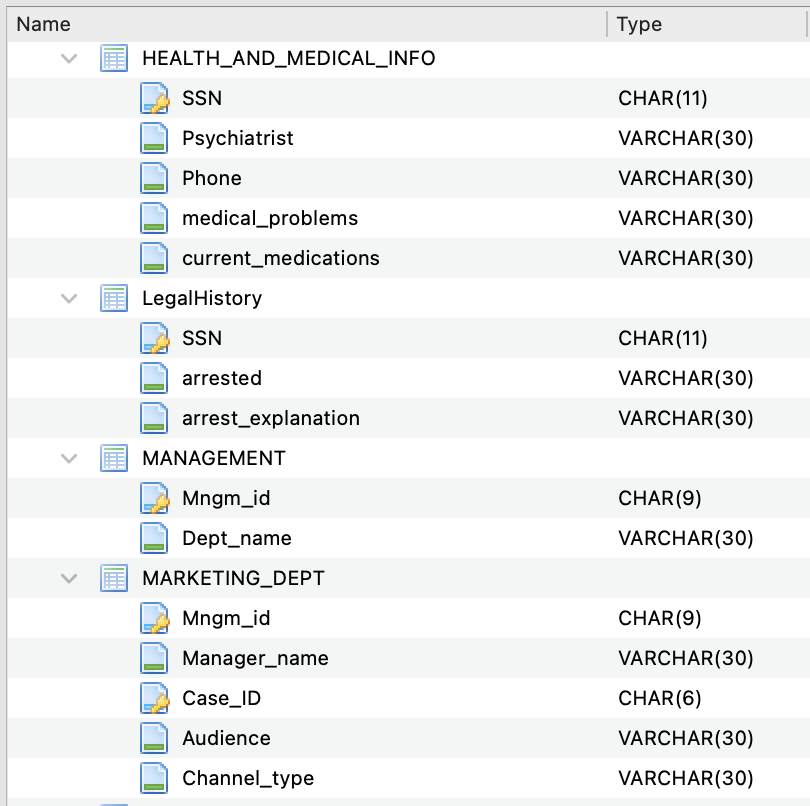 Name Type
HEALTH_AND_MEDICAL_INFO
SSN CHAR(11)
Psychiatrist VARCHAR(30)
Phone VARCHAR(30)
medical_problems VARCHAR(30)
current_medications VARCHAR(30)
LegalHistory
SSN CHAR(11)
arrested VARCHAR(30)
arrest_explanation VARCHAR(30)
MANAGEMENT
Mngm_id CHAR(9)
Dept_name VARCHAR(30)
MARKETING_DEPT
Mngm_id CHAR(9)
Manager_name VARCHAR(30)
Case_ID CHAR(6)
Audience VARCHAR(30)
Channel_type VARCHAR(30)